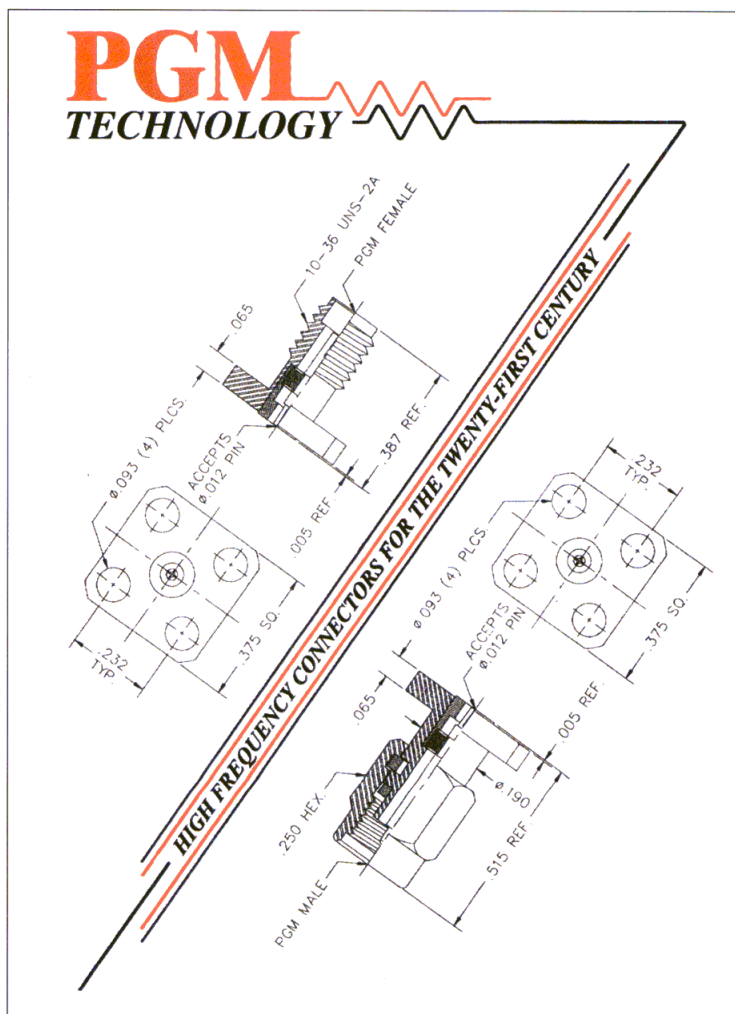 PGM
TECHNOLOGY
10-36 UNS-2A
PGM FEMALE
.065
ø.093 (4) PLCS.
ACCEPTS
ø.012 PIN
.387 REF.
.005 REF.
.232
TYP.
.375 SQ.
HIGH FREQUENCY CONNECTORS FOR THE TWENTY-FIRST CENTURY
.232
TYP.
ø.093 (4) PLCS.
.375 SQ.
ACCEPTS
ø.012 PIN
.065
.005 REF.
.250 HEX.
ø.190
.515 REF
PGM MALE